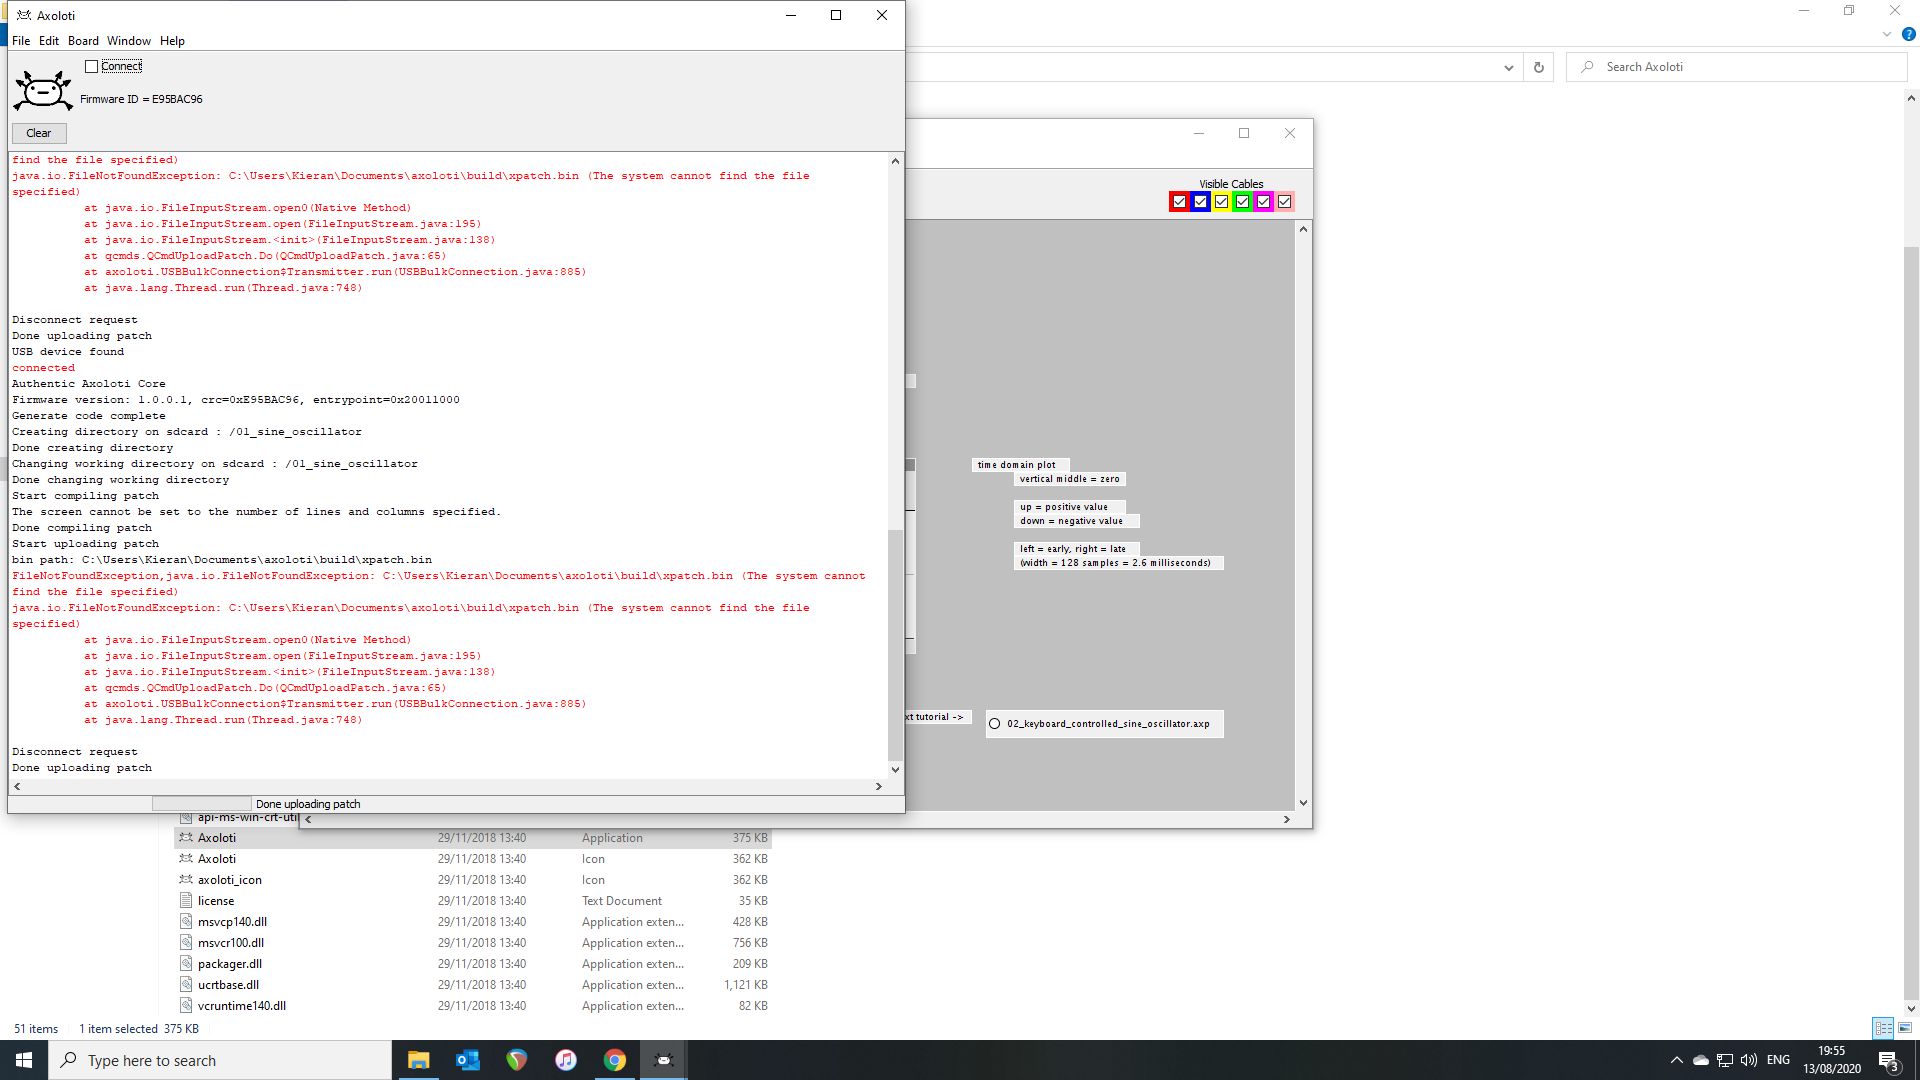 Axoloti
File Edit Board Window Help
Connect
Firmware ID = E95BAC96
Clear
find the file specified)
java.io.FileNotFoundException: C:\Users\Kieran\Documents\axoloti\build\xpatch.bin (The system cannot find the file
specified)
at java.io.FileInputStream.open0(Native Method)
at java.io.FileInputStream.open(FileInputStream.java:195)
at java.io.FileInputStream.<init>(FileInputStream.java:138)
at qcmds.QCmdUploadPatch.Do(QCmdUploadPatch.java:65)
at axoloti.USBBulkConnection$Transmitter.run(USBBulkConnection.java:885)
at java.lang.Thread.run(Thread.java:748)
Disconnect request
Done uploading patch
USB device found
connected
Authentic Axoloti Core
Firmware version: 1.0.0.1, crc=0xE95BAC96, entrypoint=0x20011000
Generate code complete
Creating directory on sdcard : /01_sine_oscillator
Done creating directory
Changing working directory on sdcard : /01_sine_oscillator
Done changing working directory
Start compiling patch
The screen cannot be set to the number of lines and columns specified.
Done compiling patch
Start uploading patch
bin path: C:\Users\Kieran\Documents\axoloti\build\xpatch.bin
FileNotFoundException,java.io.FileNotFoundException: C:\Users\Kieran\Documents\axoloti\build\xpatch.bin (The system cannot
find the file specified)
java.io.FileNotFoundException: C:\Users\Kieran\Documents\axoloti\build\xpatch.bin (The system cannot find the file
specified)
at java.io.FileInputStream.open0(Native Method)
at java.io.FileInputStream.open(FileInputStream.java:195)
at java.io.FileInputStream.<init>(FileInputStream.java:138)
at qcmds.QCmdUploadPatch.Do(QCmdUploadPatch.java:65)
at axoloti.USBBulkConnection$Transmitter.run(USBBulkConnection.java:885)
at java.lang.Thread.run(Thread.java:748)
Disconnect request
Done uploading patch
Done uploading patch
Search Axoloti
Visible Cables
time domain plot
vertical middle = zero
up = positive value
down = negative value
left = early, right = late
(width = 128 samples = 2.6 milliseconds)
xt tutorial ->
02_keyboard_controlled_sine_oscillator.axp
api-ms-win-crt-util
Axoloti 29/11/2018 13:40 Application 375 KB
Axoloti 29/11/2018 13:40 Icon 362 KB
axoloti_icon 29/11/2018 13:40 Icon 362 KB
license 29/11/2018 13:40 Text Document 35 KB
msvcp140.dll 29/11/2018 13:40 Application exten... 428 KB
msvcr100.dll 29/11/2018 13:40 Application exten... 756 KB
packager.dll 29/11/2018 13:40 Application exten... 209 KB
ucrtbase.dll 29/11/2018 13:40 Application exten... 1,121 KB
vcruntime140.dll 29/11/2018 13:40 Application exten... 82 KB
51 items 1 item selected 375 KB
Type here to search
ENG
19:55
13/08/2020
3